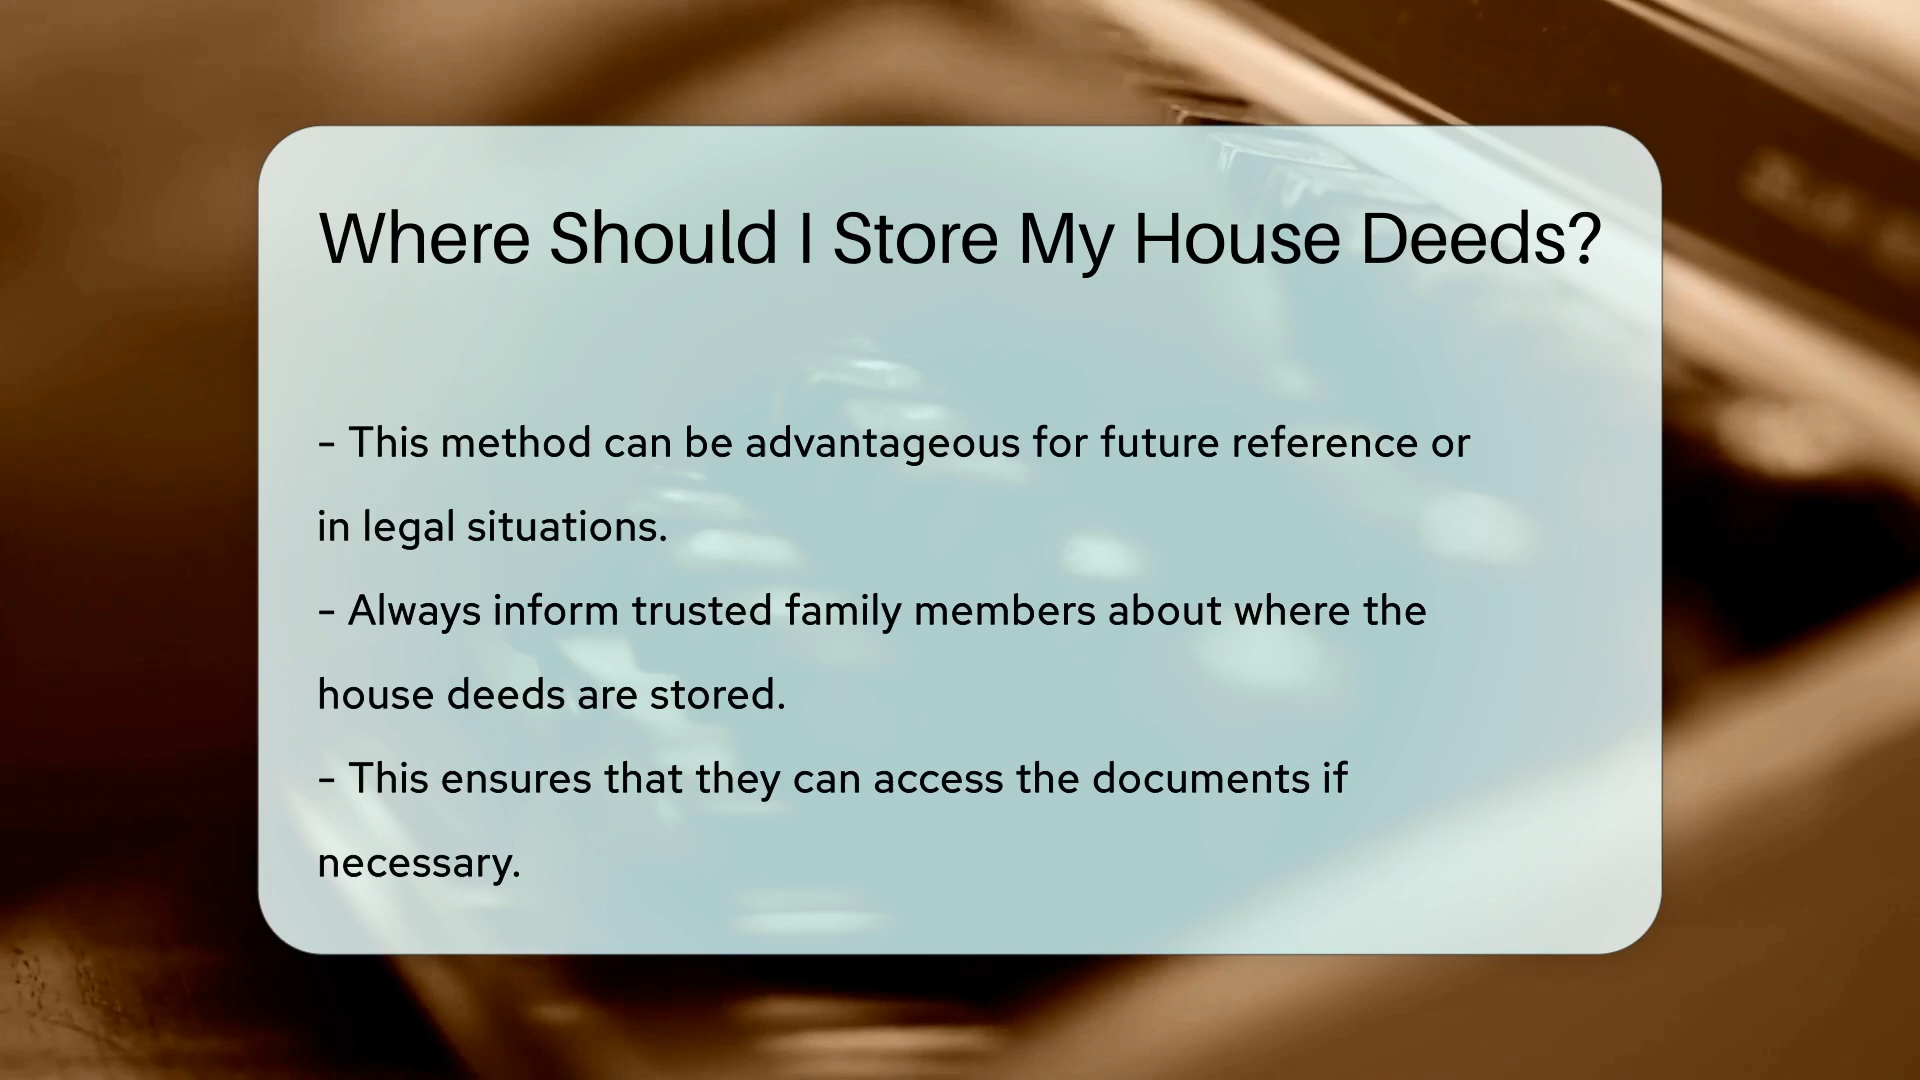 Where Should I Store My House Deeds?
– This method can be advantageous for future reference or
in legal situations.
– Always inform trusted family members about where the
house deeds are stored.
– This ensures that they can access the documents if
necessary.